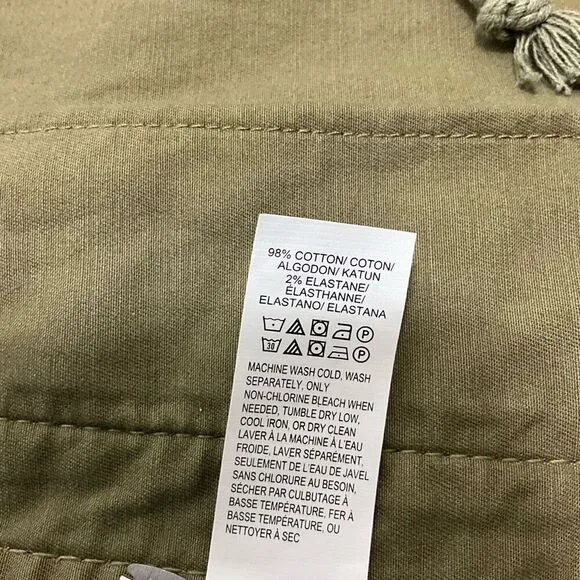 98% COTTON/ COTON/
ALGODON/ KATUN
2% ELASTANE/
ÉLASTHANNE/
ELASTANO/ ELASTANA
P
30 P
MACHINE WASH COLD, WASH
SEPARATELY, ONLY
NON-CHLORINE BLEACH WHEN
NEEDED, TUMBLE DRY LOW,
COOL IRON, OR DRY CLEAN
LAVER À LA MACHINE À L'EAU
FROIDE, LAVER SÉPARÉMENT,
SEULEMENT DE L'EAU DE JAVEL
SANS CHLORURE AU BESOIN,
SÉCHER PAR CULBUTAGE À
BASSE TEMPÉRATURE, FER À
BASSE TEMPÉRATURE, OU
NETTOYER À SEC